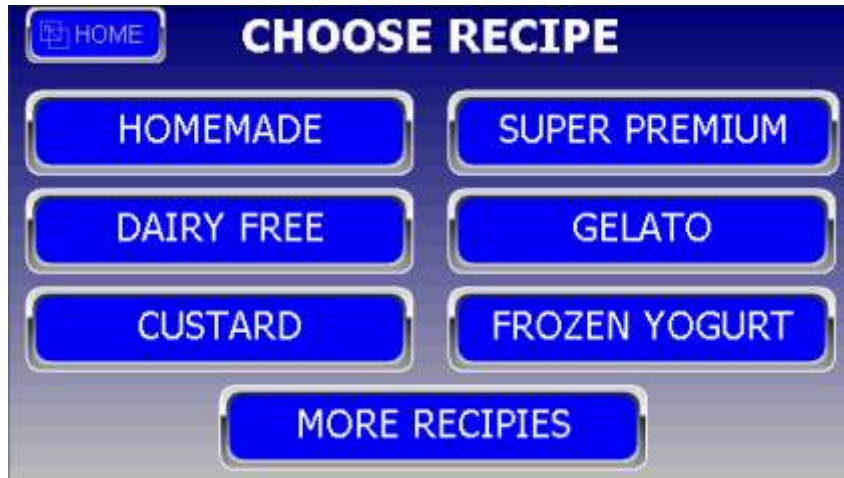 HOME
CHOOSE RECIPE
HOMEMADE
SUPER PREMIUM
DAIRY FREE
GELATO
CUSTARD
FROZEN YOGURT
MORE RECIPIES